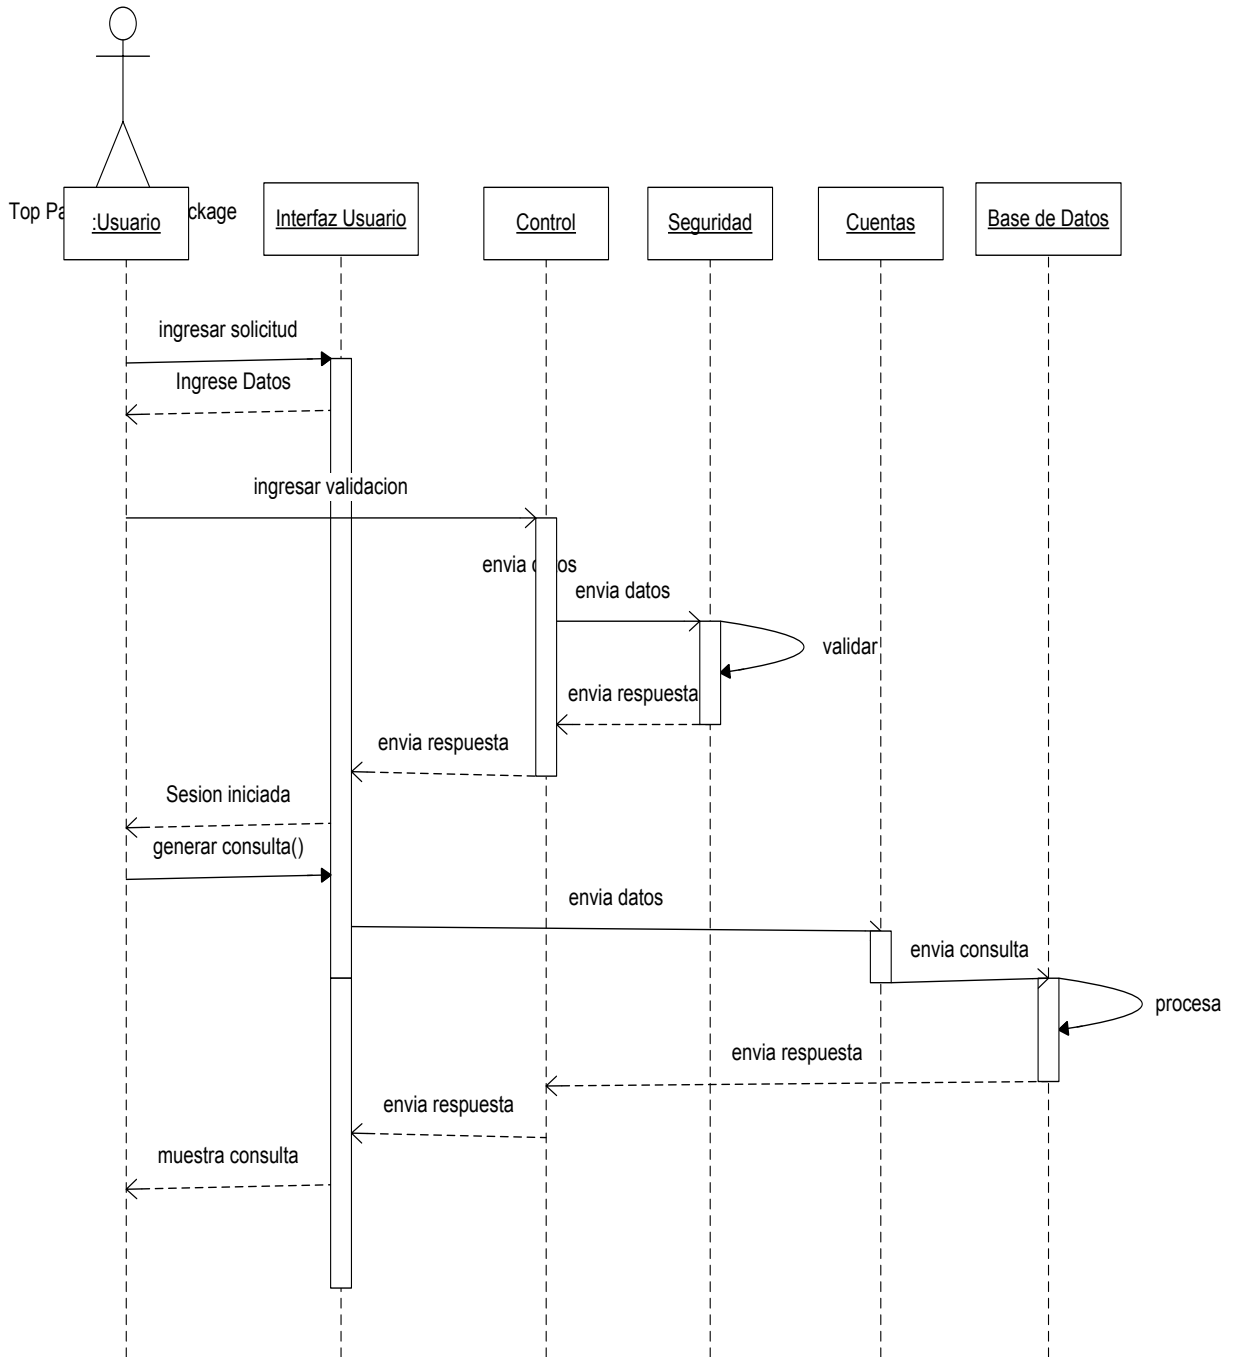 Top Pa ckage
:Usuario
Interfaz Usuario
Control
Seguridad
Cuentas
Base de Datos
ingresar solicitud
Ingrese Datos
ingresar validacion
envia d os
envia datos
validar
envia respuesta
envia respuesta
Sesion iniciada
generar consulta()
envia datos
envia consulta
procesa
envia respuesta
envia respuesta
muestra consulta